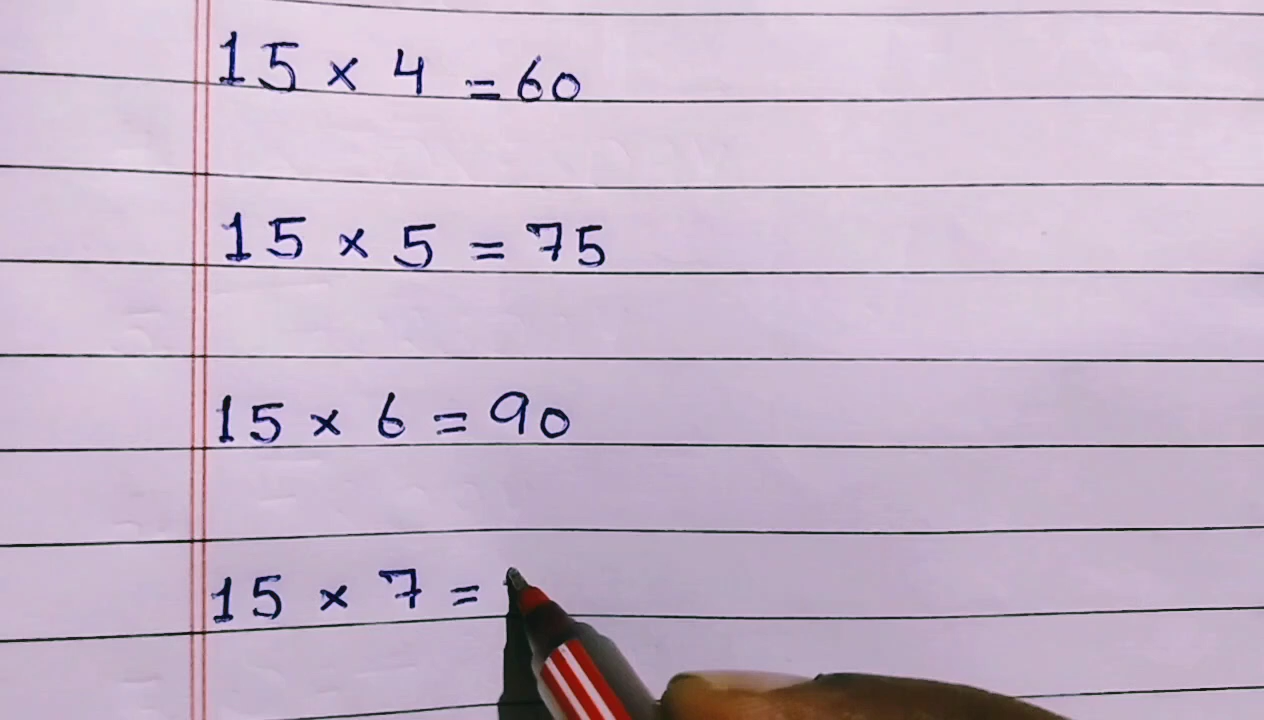 15 × 4 = 60
15 × 5 = 75
15 × 6 = 90
15 × 7 =